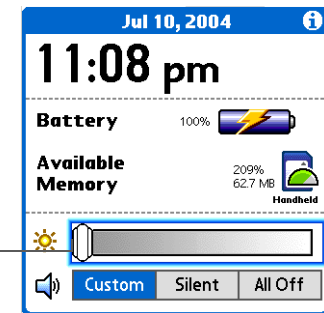 Jul 10, 2004
11:08 pm
Battery 100%
Available Memory
209%
62.7 MB
Handheld
Custom Silent All Off